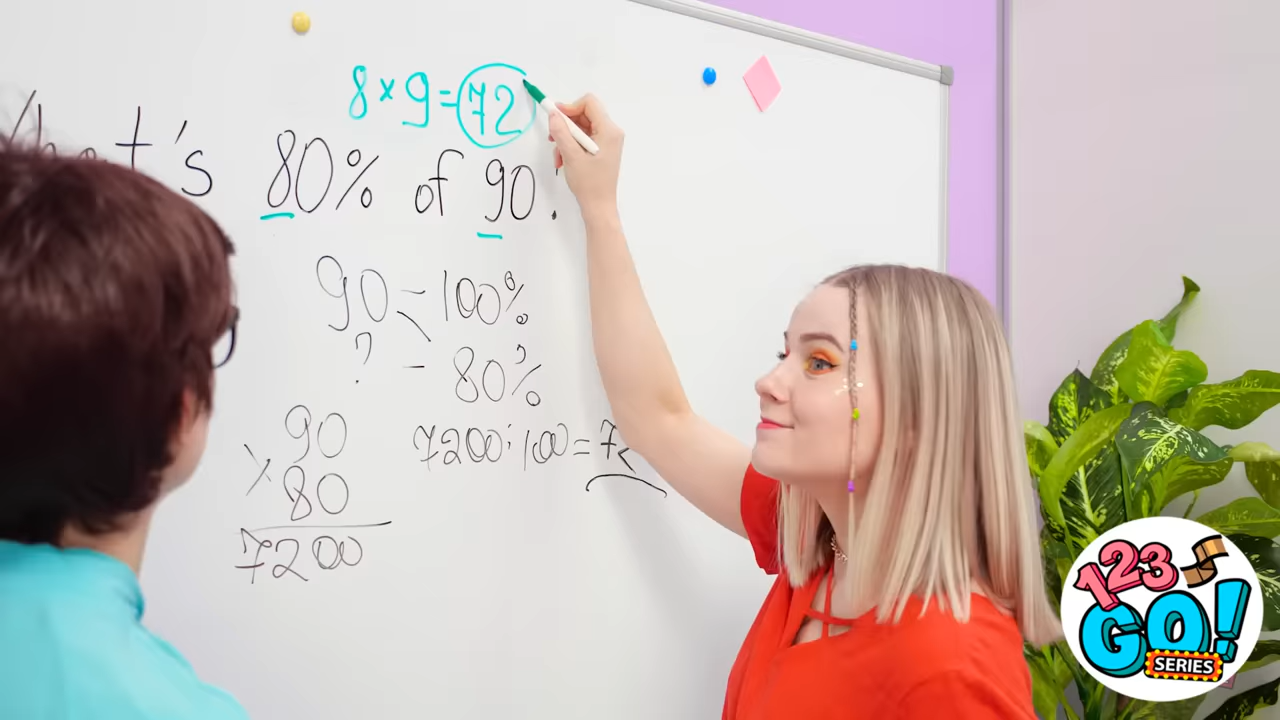 8×9=72
's 80% of 90
90 - 100%
? - 80%
90
× 80
7200
7200:100=72
123
GO!
SERIES